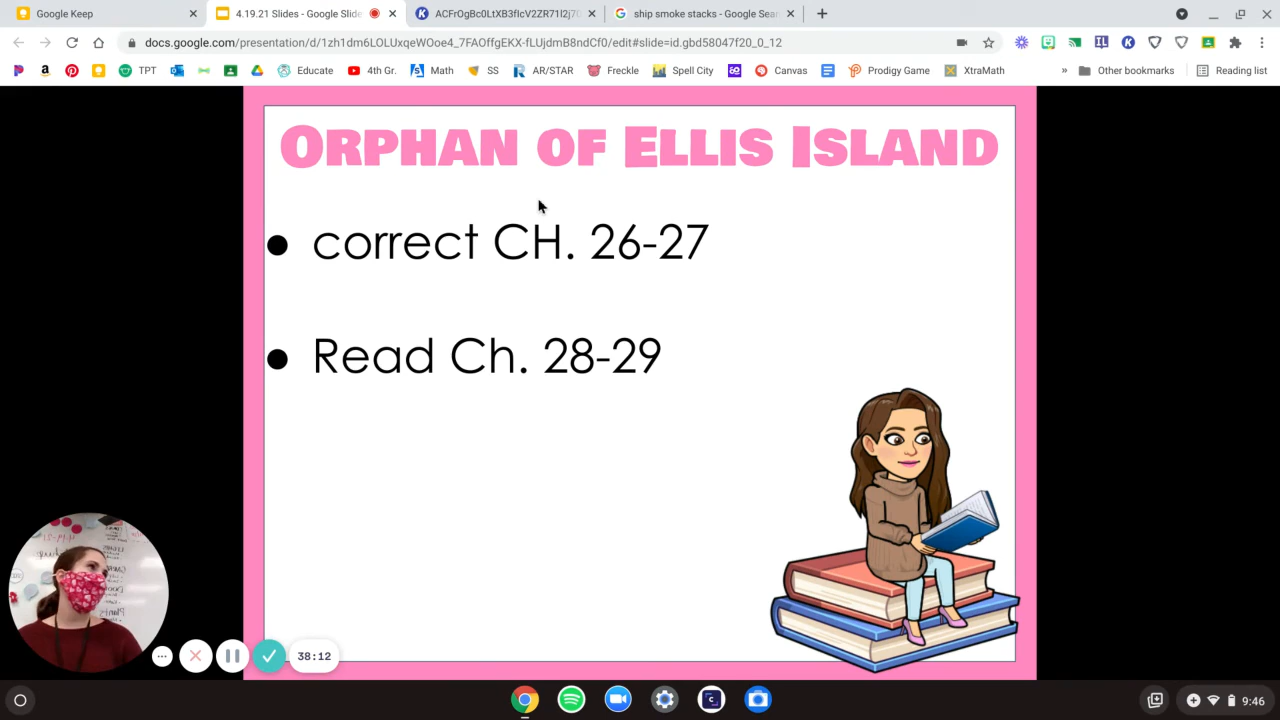 Google Keep
4.19.21 Slides - Google Slide
ACFrOgBc0LtXB3fIcV2ZR71l2j70
ship smoke stacks - Google Sear
docs.google.com/presentation/d/1zh1dm6LOLUxqeWOoe4_7FAOffgEXX-fLUjdmB8ndCf0/edit#slide=id.gbd58047f20_0_12
TPT
Educate
4th Gr.
Math
SS
AR/STAR
Freckle
Spell City
Canvas
Prodigy Game
XtraMath
»
Other bookmarks
Reading list
Orphan of Ellis Island
● correct CH. 26-27
● Read Ch. 28-29
38:12
9:46